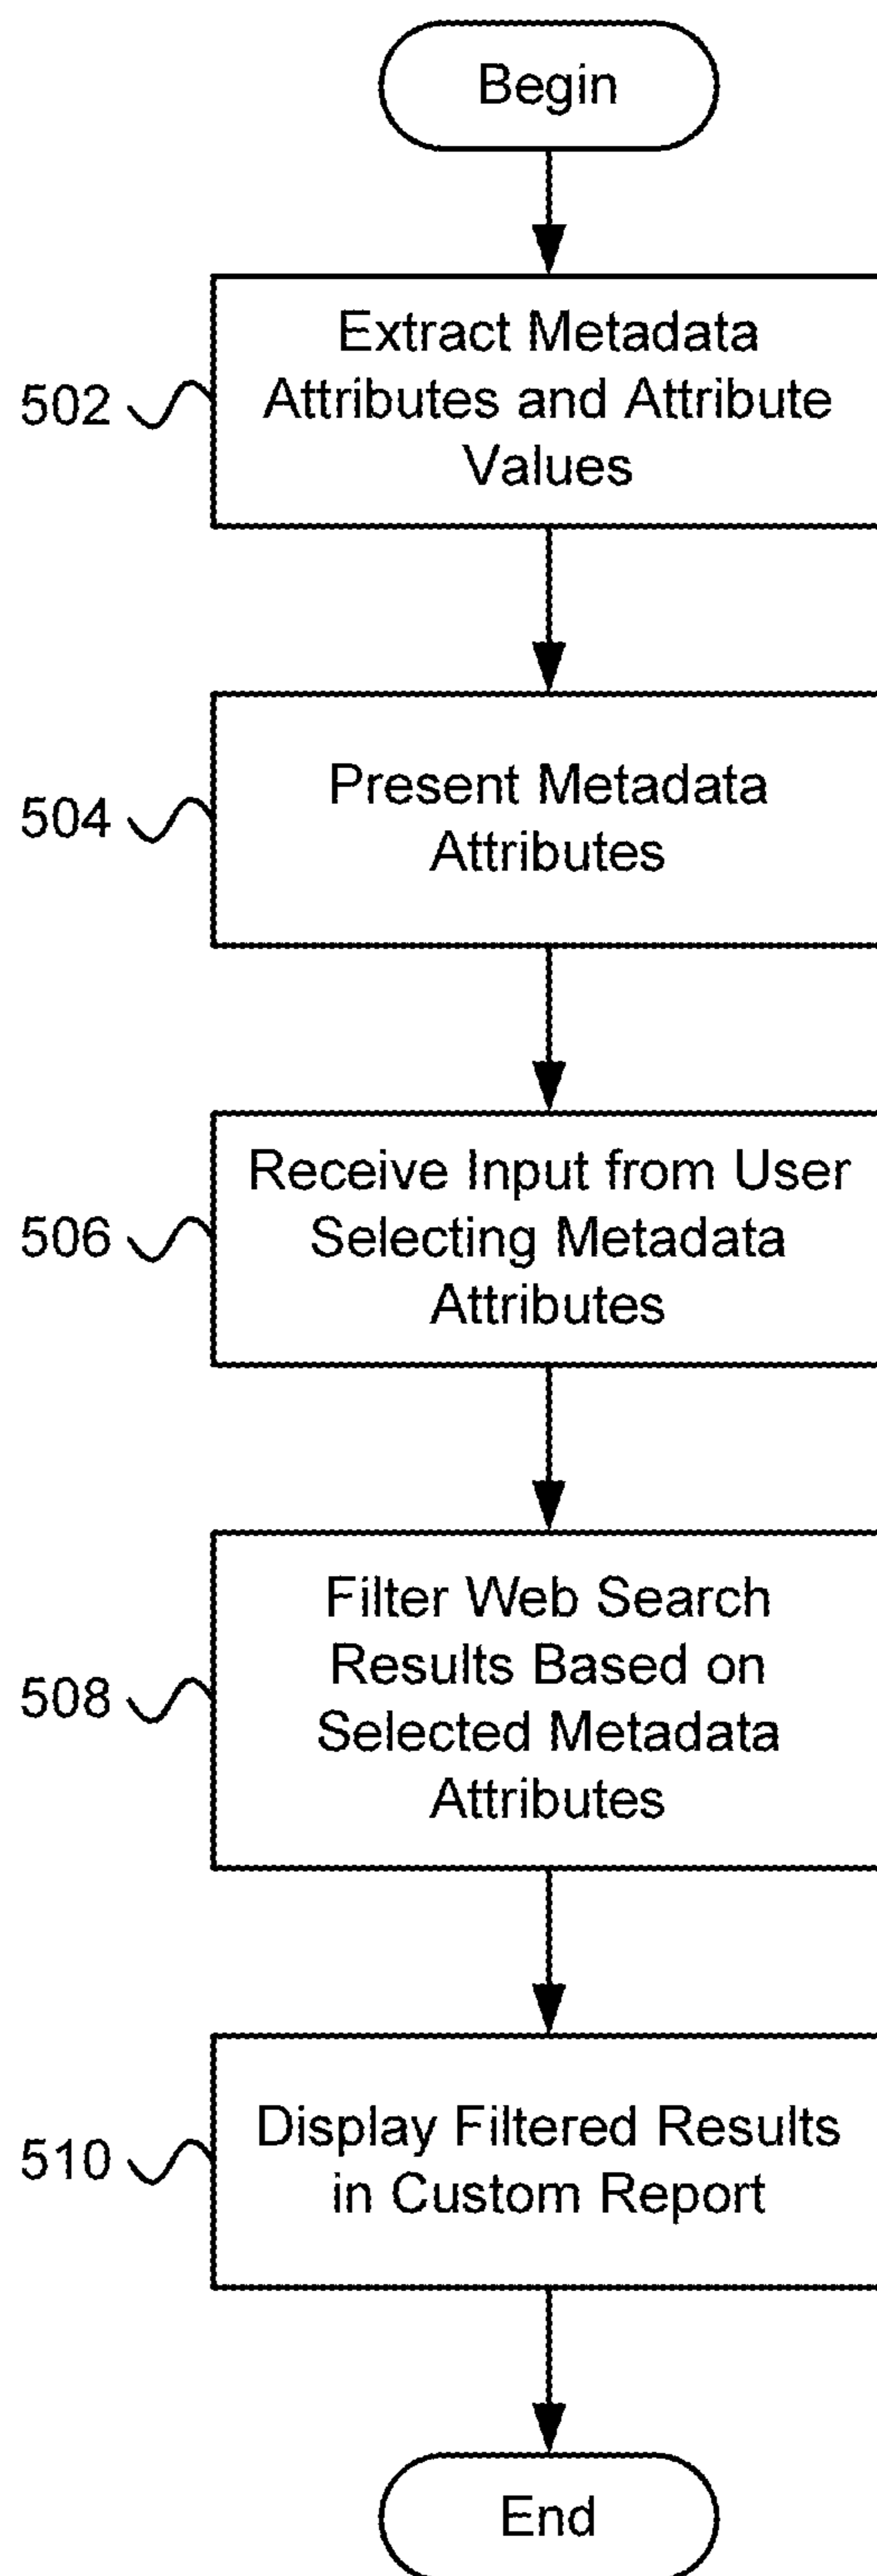 Begin
502
Extract Metadata
Attributes and Attribute
Values
504
Present Metadata
Attributes
506
Receive Input from User
Selecting Metadata
Attributes
508
Filter Web Search
Results Based on
Selected Metadata
Attributes
510
Display Filtered Results
in Custom Report
End